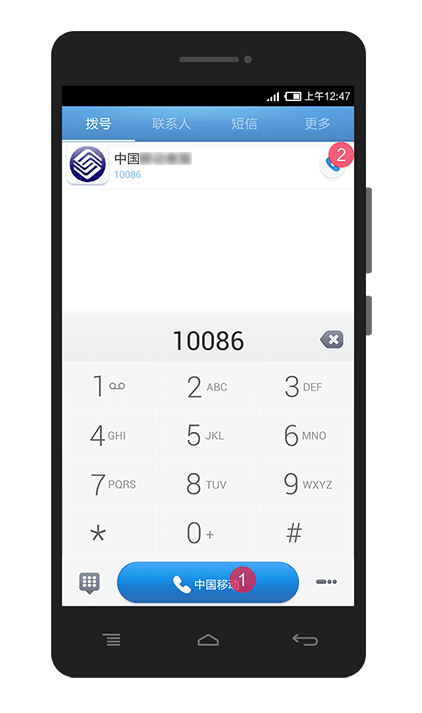 上午12:47
拨号 联系人 短信 更多
中国
2
10086
10086
1 2 ABC 3 DEF
4 GHI 5 JKL 6 MNO
7 PQRS 8 TUV 9 WXYZ
* 0 + #
中国移动 1